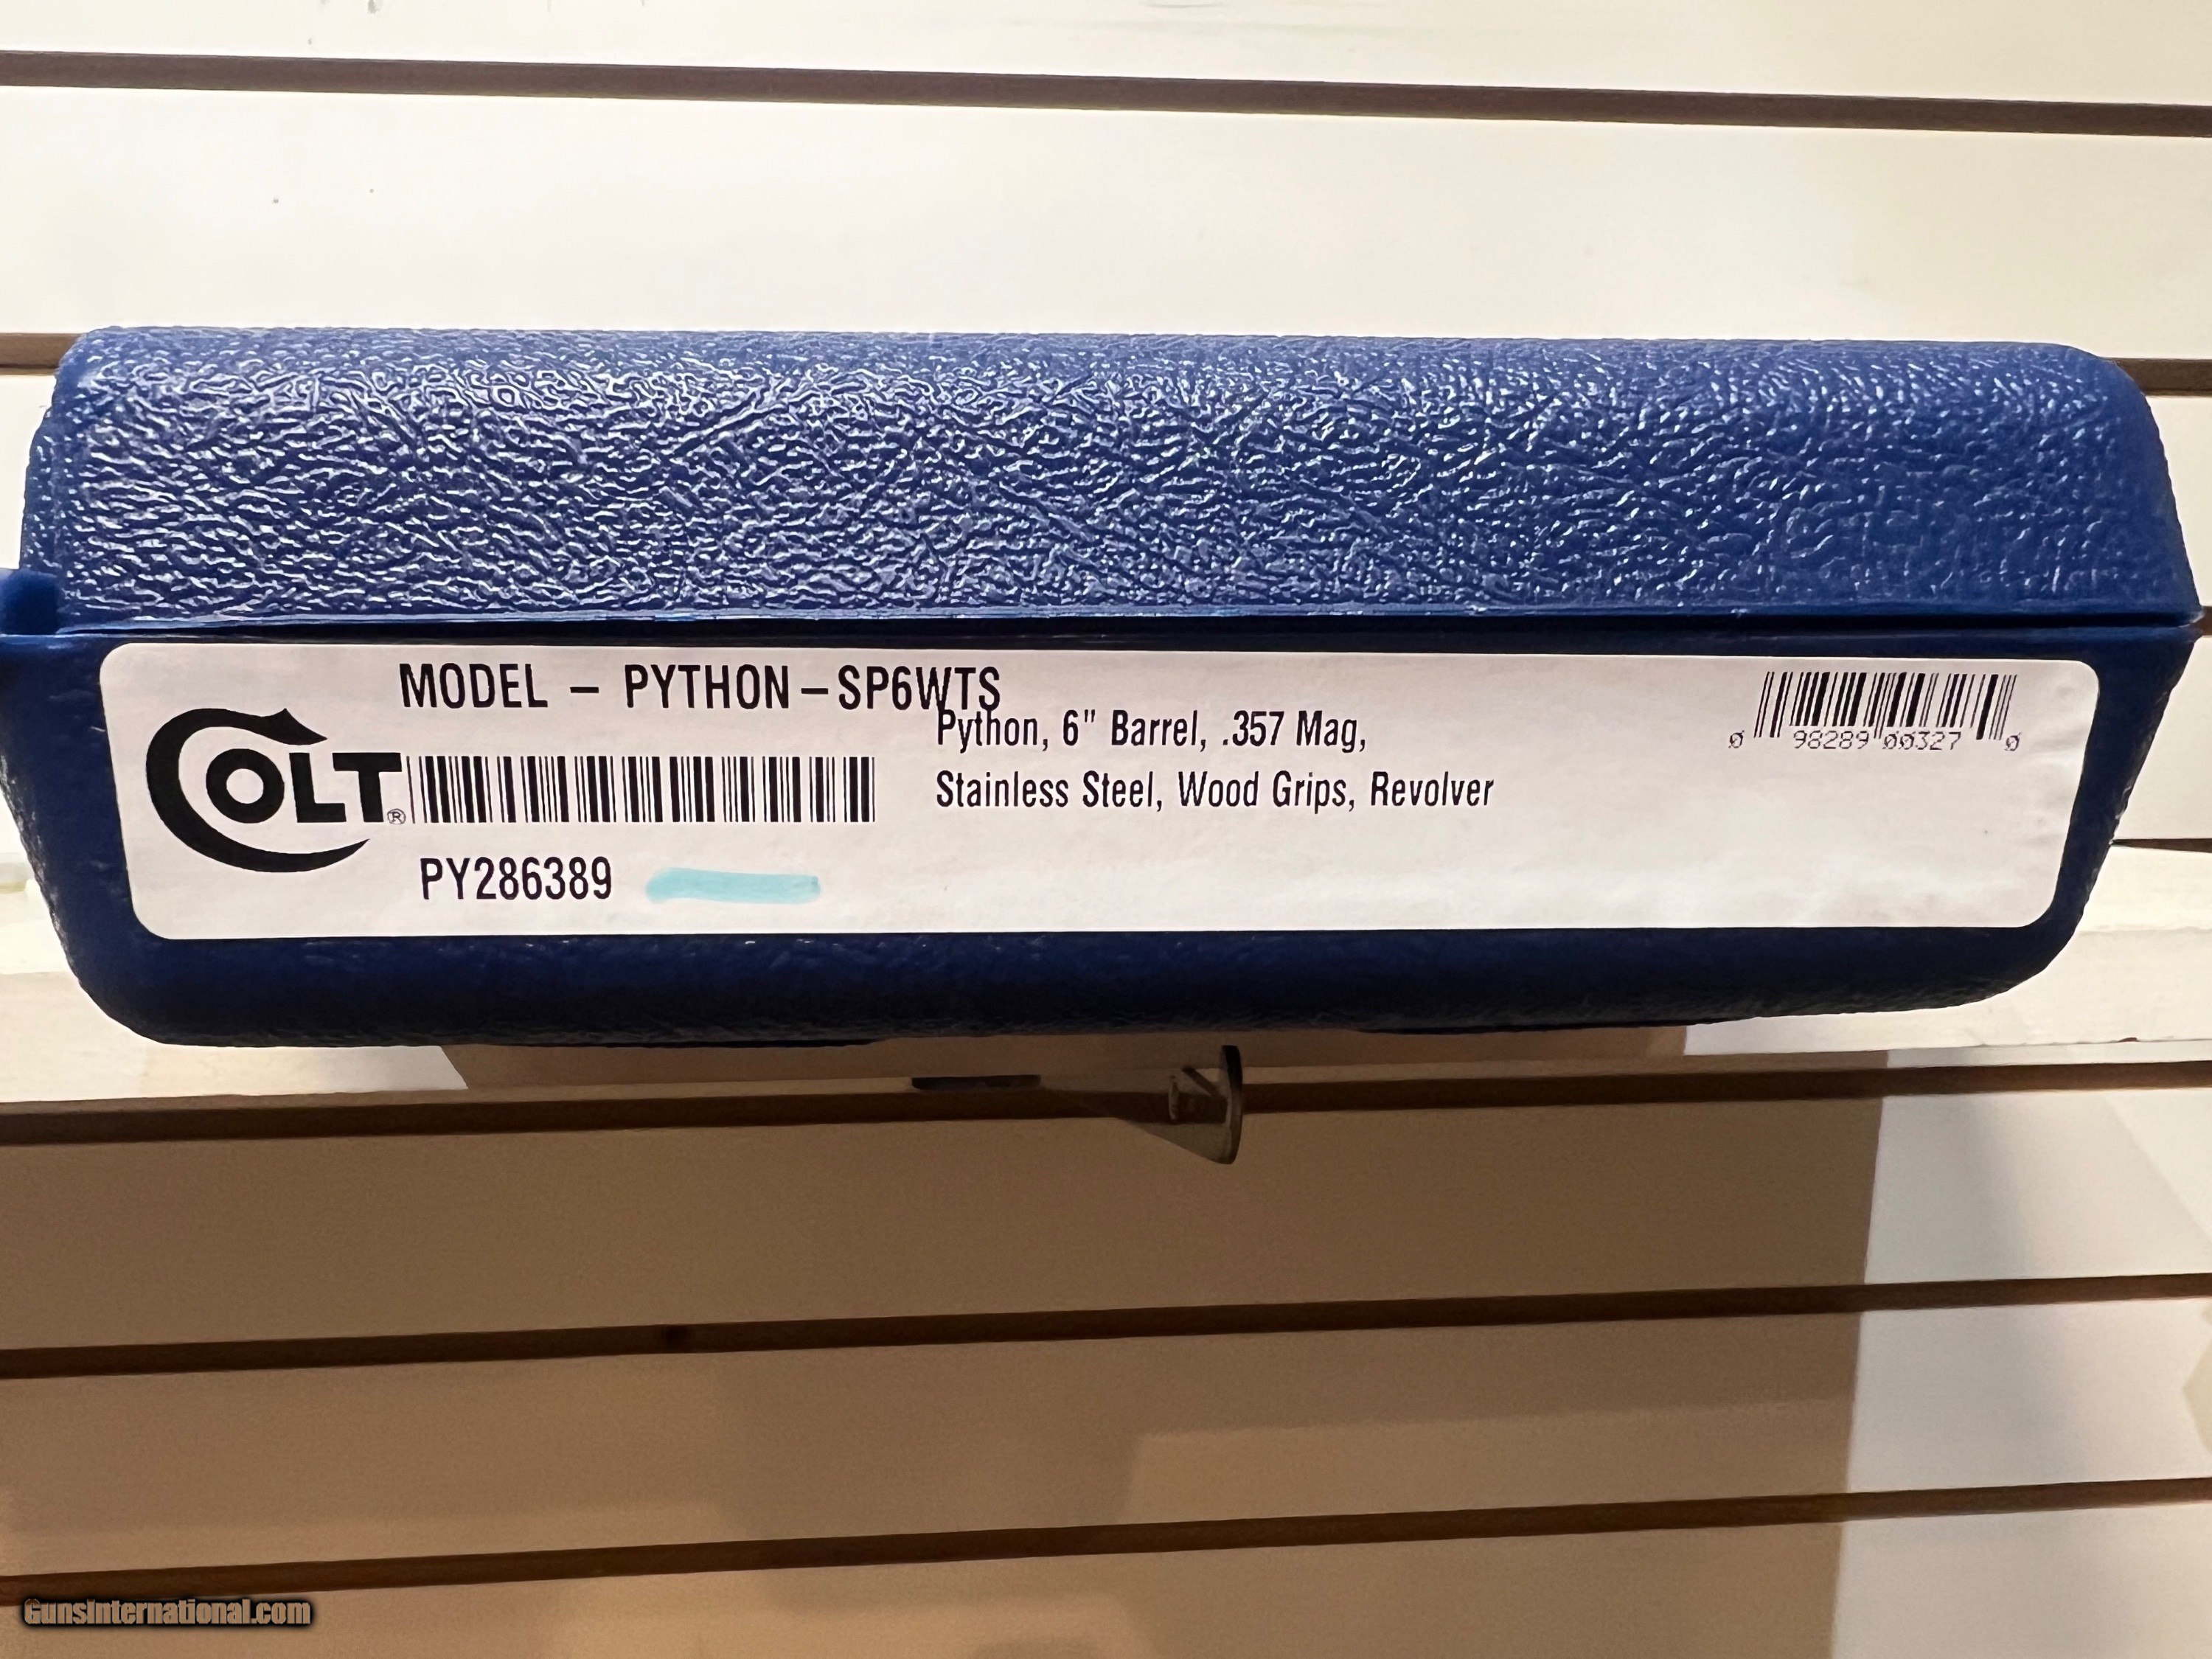 MODEL – PYTHON–SP6WTS
COLT®
Python, 6" Barrel, .357 Mag,
Stainless Steel, Wood Grips, Revolver
0 98289 00327 0
PY286389
GunsInternational.com